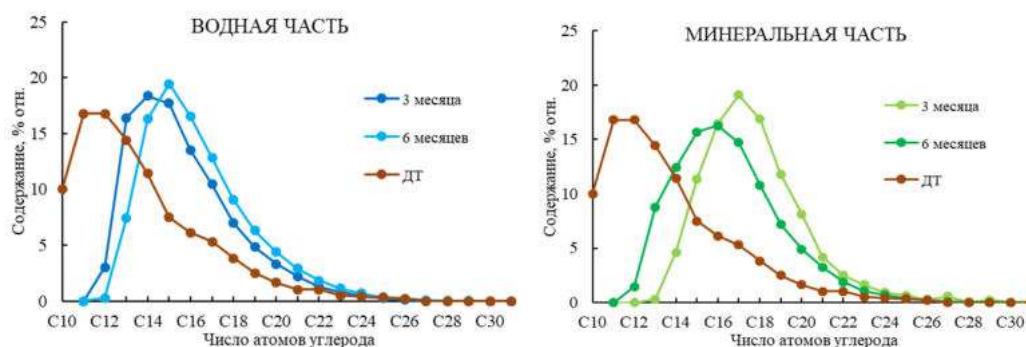 ВОДНАЯ ЧАСТЬ
25
20
15
10
5
0
Содержание, % отн.
3 месяца
6 месяцев
ДТ
C10 C12 C14 C16 C18 C20 C22 C24 C26 C28 C30
Число атомов углерода
МИНЕРАЛЬНАЯ ЧАСТЬ
25
20
15
10
5
0
Содержание, % отн.
3 месяца
6 месяцев
ДТ
C10 C12 C14 C16 C18 C20 C22 C24 C26 C28 C30
Число атомов углерода